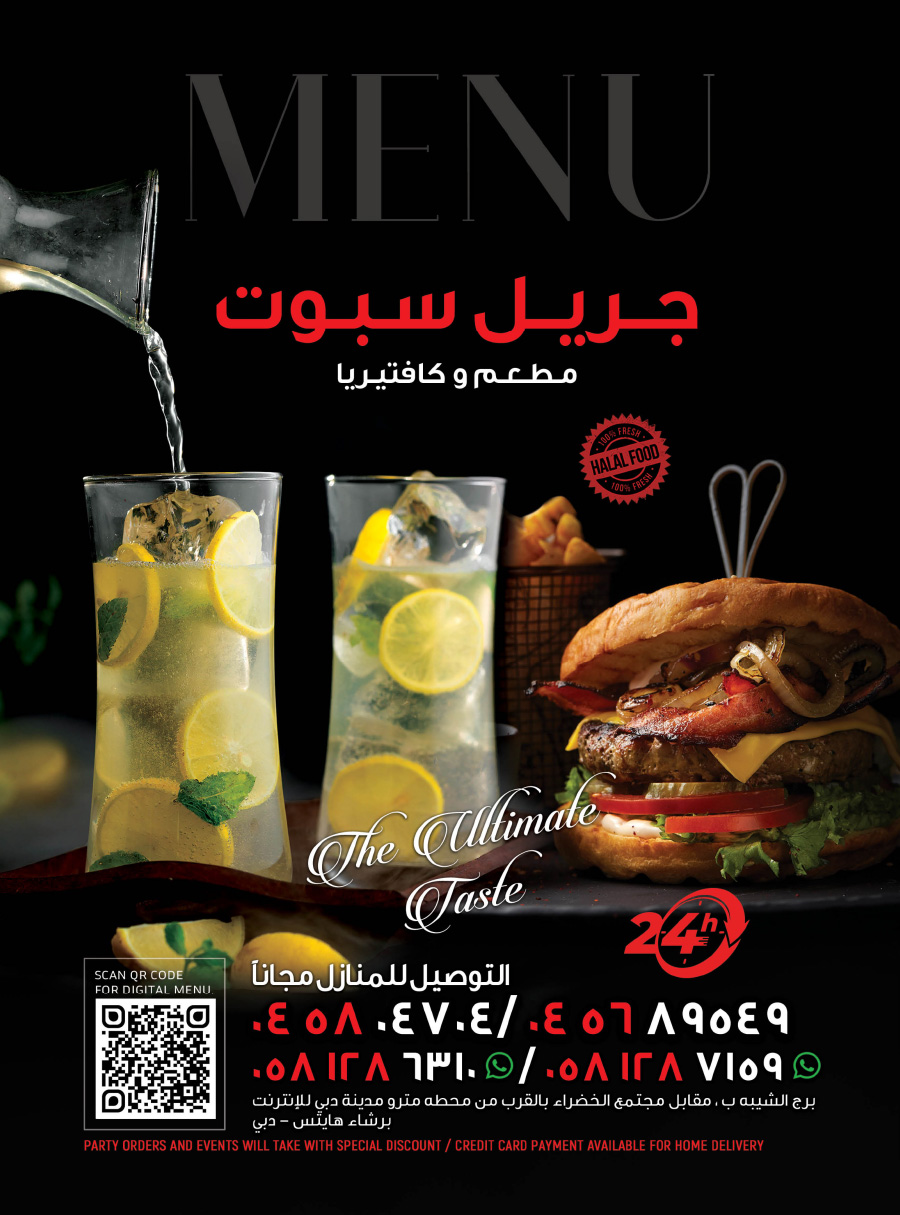 MENU
جريل سبوت
مطعم و كافتيريا
100% FRESH
HALAL FOOD
100% FRESH
The Ultimate
Taste
24h
SCAN QR CODE
FOR DIGITAL MENU.
التوصيل للمنازل مجاناً
٠٤ ٥٨ ٠٤٧٠٤ / ٠٤ ٥٦ ٨٩٥٤٩
٠٥٨ ١٢٨ ٦٣١٠ / ٠٥٨ ١٢٨ ٧١٥٩
برج الشيبه ب ، مقابل مجتمع الخضراء بالقرب من محطه مترو مدينة دبي للإنترنت
برشاء هايتس - دبي
PARTY ORDERS AND EVENTS WILL TAKE WITH SPECIAL DISCOUNT / CREDIT CARD PAYMENT AVAILABLE FOR HOME DELIVERY